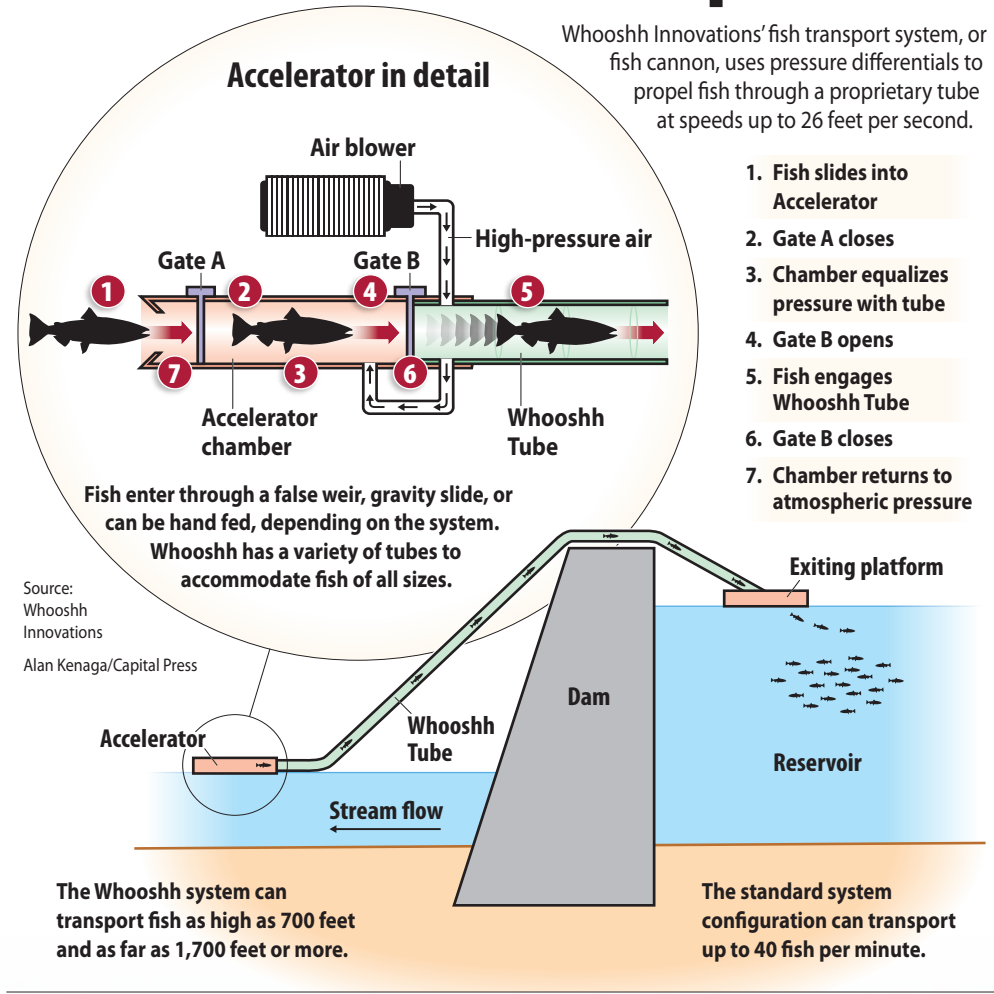 Whooshh Innovations’ fish transport system, or
fish cannon, uses pressure differentials to
propel fish through a proprietary tube
at speeds up to 26 feet per second.
Accelerator in detail
Air blower
High-pressure air
Gate A
Gate B
1
2
4
5
7
3
6
Accelerator
chamber
Whooshh
Tube
Fish enter through a false weir, gravity slide, or
can be hand fed, depending on the system.
Whooshh has a variety of tubes to
accommodate fish of all sizes.
1. Fish slides into
Accelerator
2. Gate A closes
3. Chamber equalizes
pressure with tube
4. Gate B opens
5. Fish engages
Whooshh Tube
6. Gate B closes
7. Chamber returns to
atmospheric pressure
Source:
Whooshh
Innovations
Alan Kenaga/Capital Press
Exiting platform
Dam
Accelerator
Whooshh
Tube
Reservoir
Stream flow
The Whooshh system can
transport fish as high as 700 feet
and as far as 1,700 feet or more.
The standard system
configuration can transport
up to 40 fish per minute.